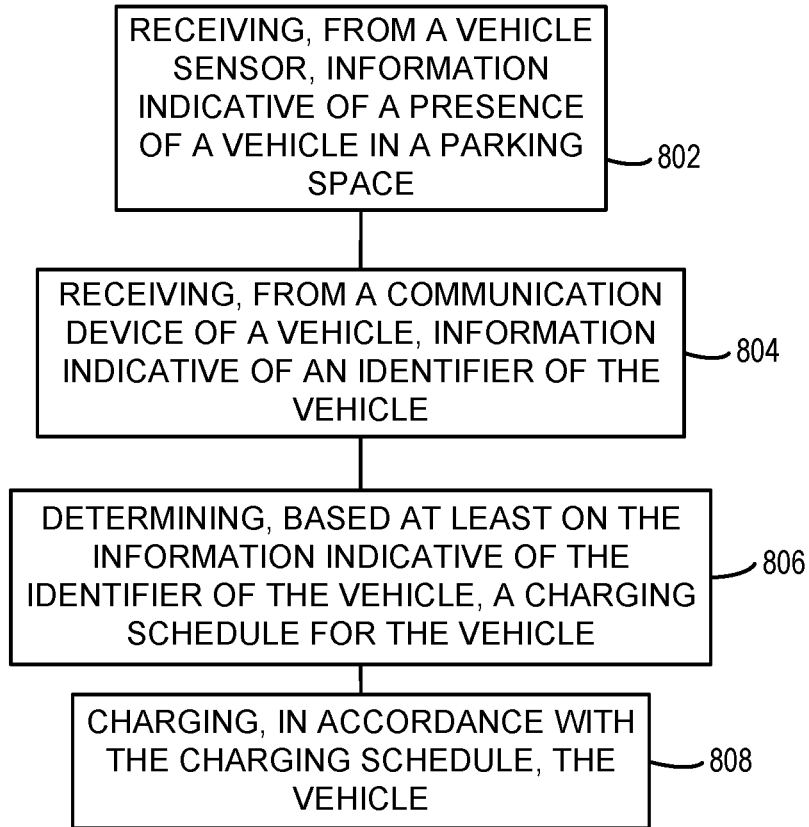 RECEIVING, FROM A VEHICLE
SENSOR, INFORMATION
INDICATIVE OF A PRESENCE
OF A VEHICLE IN A PARKING
SPACE
802
RECEIVING, FROM A COMMUNICATION
DEVICE OF A VEHICLE, INFORMATION
INDICATIVE OF AN IDENTIFIER OF THE
VEHICLE
804
DETERMINING, BASED AT LEAST ON THE
INFORMATION INDICATIVE OF THE
IDENTIFIER OF THE VEHICLE, A CHARGING
SCHEDULE FOR THE VEHICLE
806
CHARGING, IN ACCORDANCE WITH
THE CHARGING SCHEDULE, THE
VEHICLE
808